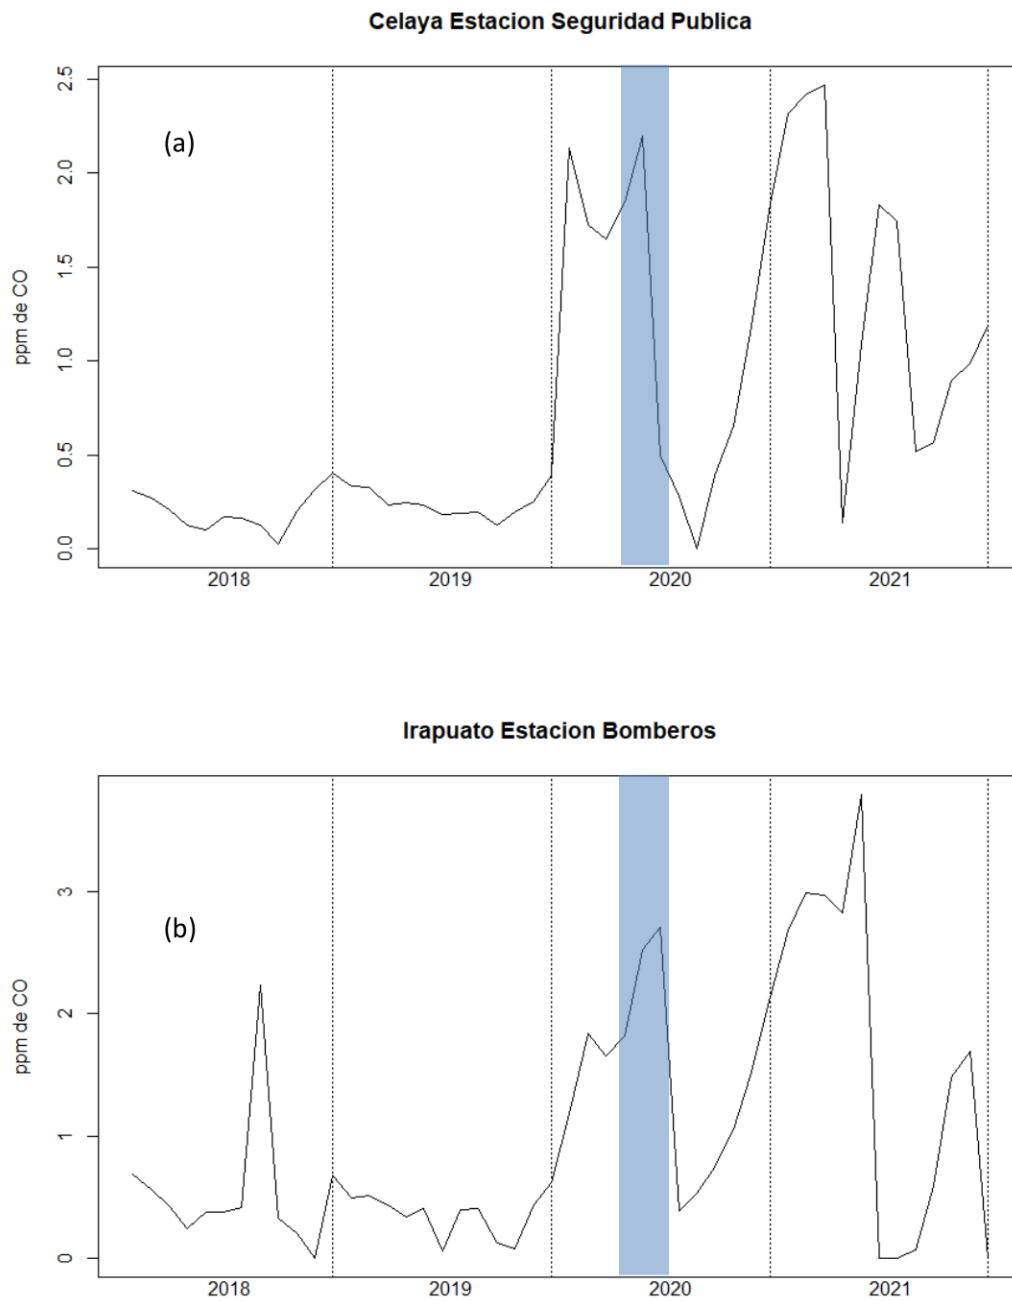 Celaya Estacion Seguridad Publica
(a)
ppm de CO
2.5
2.0
1.5
1.0
0.5
0.0
2018 2019 2020 2021
Irapuato Estacion Bomberos
(b)
ppm de CO
3
2
1
0
2018 2019 2020 2021